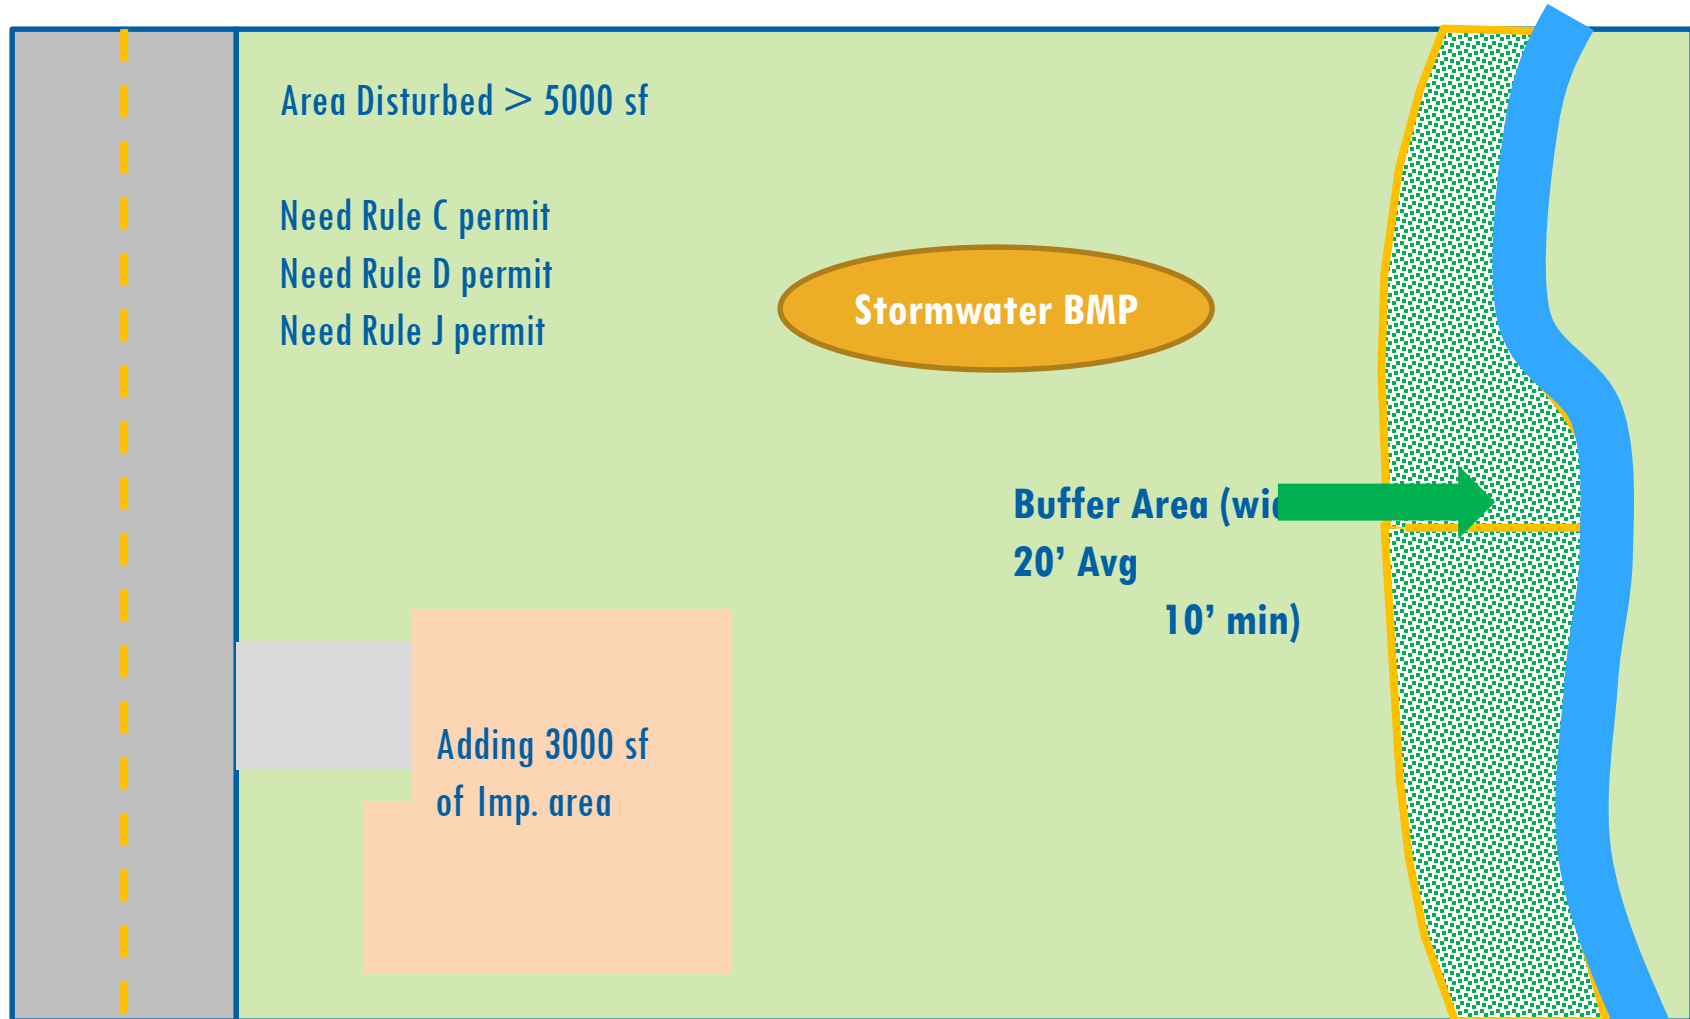 Area Disturbed > 5000 sf
Need Rule C permit
Need Rule D permit
Need Rule J permit
Stormwater BMP
Buffer Area
20’ Avg
10’ min)
Adding 3000 sf
of Imp. area